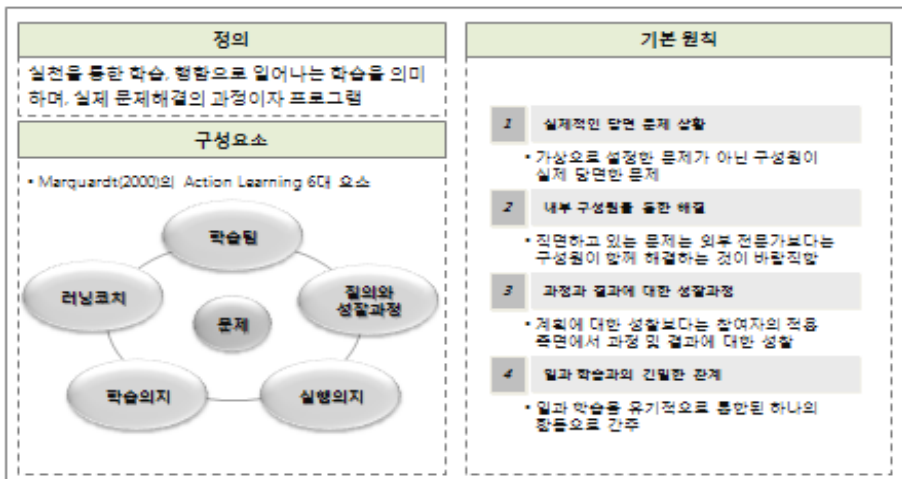 정의
실천을 통한 학습, 행함으로 일어나는 학습을 의미
하며, 실제 문제해결의 과정이자 프로그램
구성요소
• Marquardt(2000)의 Action Learning 6대 요소
학습팀
러닝코치
질의와
성찰과정
문제
학습의지
실행의지
기본 원칙
1 실제적인 당면 문제 상황
• 가상으로 설정한 문제가 아닌 구성원이
실제 당면한 문제
2 내부 구성원을 통한 해결
• 직면하고 있는 문제는 외부 전문가보다는
구성원이 함께 해결하는 것이 바람직함
3 과정과 결과에 대한 성찰과정
• 계획에 대한 성찰보다는 참여자의 적용
측면에서 과정 및 결과에 대한 성찰
4 일과 학습과의 긴밀한 관계
• 일과 학습을 유기적으로 통합된 하나의
활동으로 간주